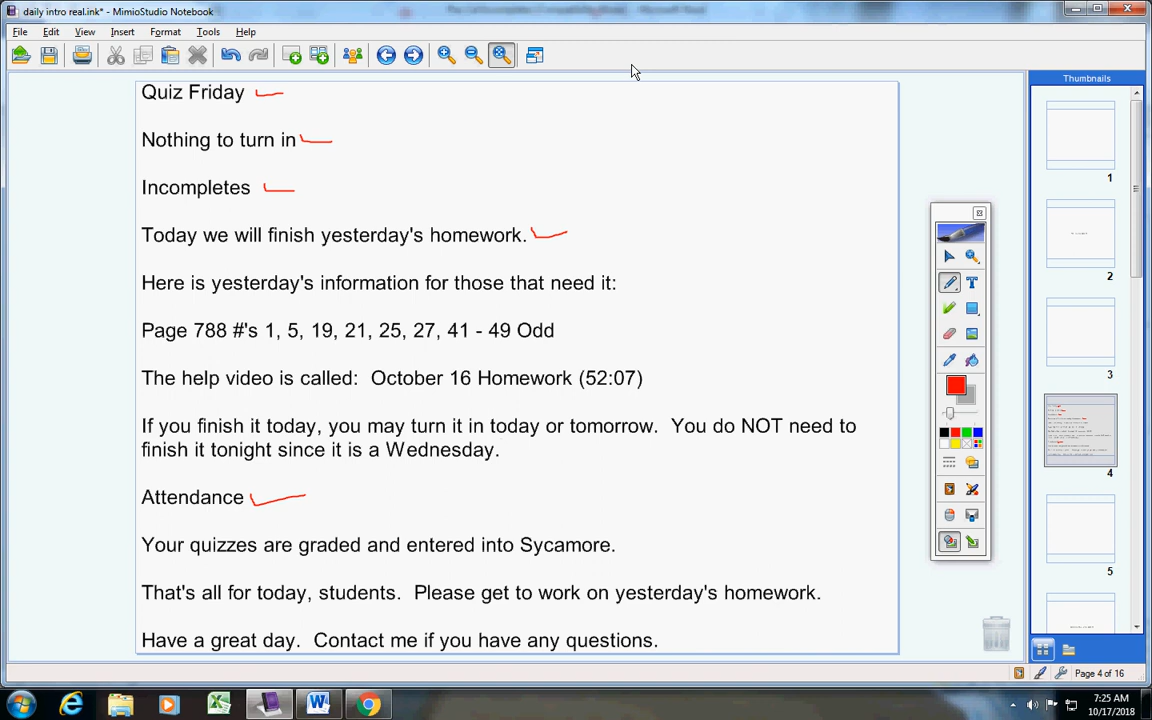 daily intro real.ink* - MimioStudio Notebook
File Edit View Insert Format Tools Help
Quiz Friday
Nothing to turn in
Incompletes
Today we will finish yesterday's homework.
Here is yesterday's information for those that need it:
Page 788 #'s 1, 5, 19, 21, 25, 27, 41 - 49 Odd
The help video is called:  October 16 Homework (52:07)
If you finish it today, you may turn it in today or tomorrow.  You do NOT need to
finish it tonight since it is a Wednesday.
Attendance
Your quizzes are graded and entered into Sycamore.
That's all for today, students.  Please get to work on yesterday's homework.
Have a great day.  Contact me if you have any questions.
Thumbnails
1
2
3
4
5
Page 4 of 16
7:25 AM
10/17/2018